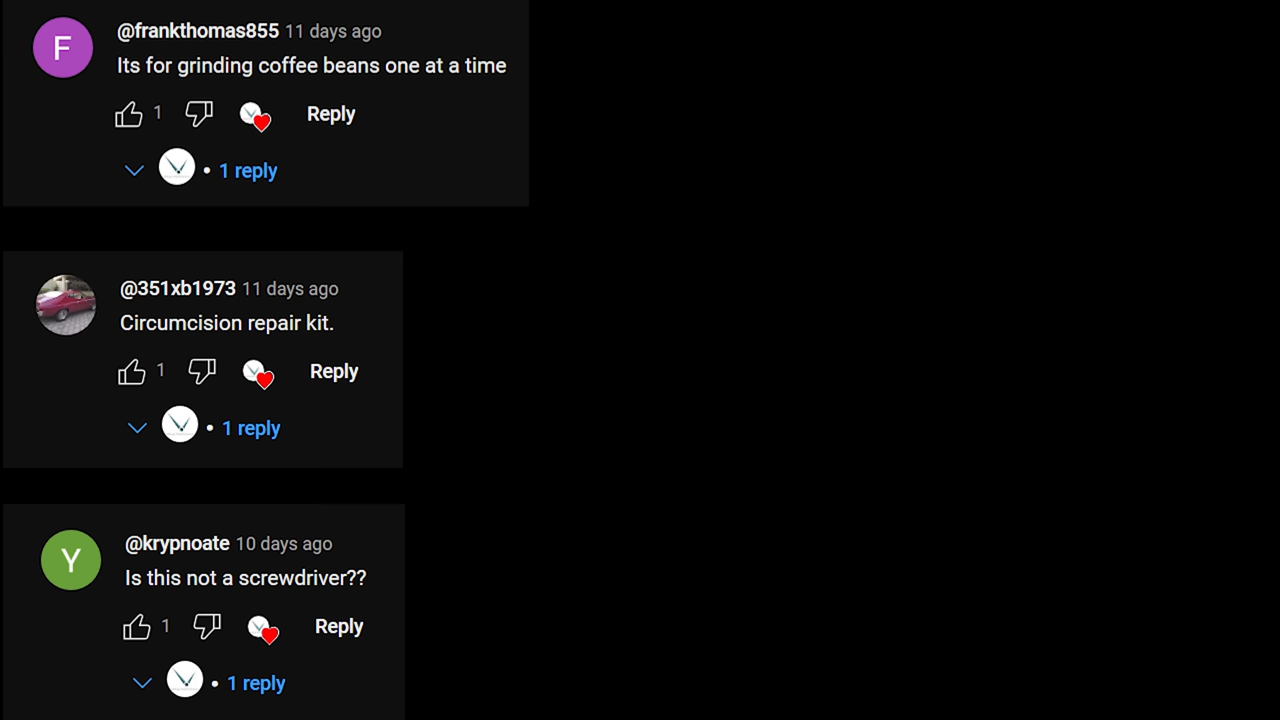 F
@frankthomas855 11 days ago
Its for grinding coffee beans one at a time
1 Reply
• 1 reply
@351xb1973 11 days ago
Circumcision repair kit.
1 Reply
• 1 reply
Y
@krypnoate 10 days ago
Is this not a screwdriver??
1 Reply
• 1 reply